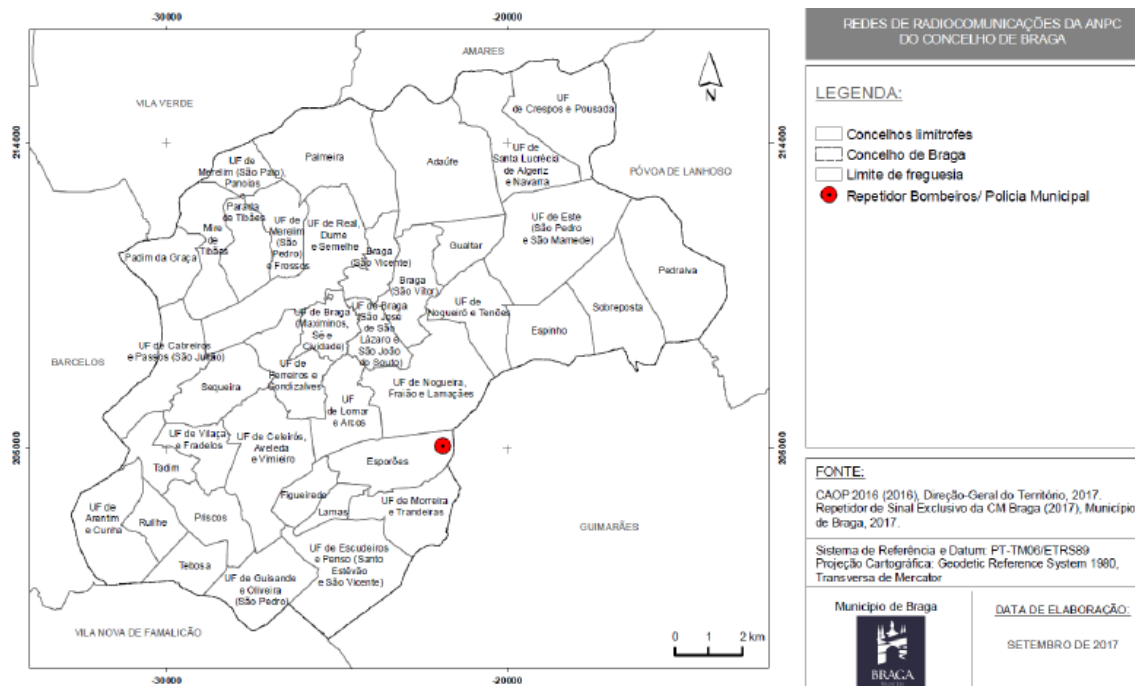 -30000
-20000
REDES DE RADIOCOMUNICAÇÕES DA ANPC
DO CONCELHO DE BRAGA
LEGENDA:
Concelhos limítrofes
Concelho de Braga
Limite de freguesia
Repetidor Bombeiros/ Policia Municipal
AMARES
VILA VERDE
PÓVOA DE LANHOSO
BARCELOS
GUIMARÃES
VILA NOVA DE FAMALICÃO
214000
214000
205000
205000
N
UF
de Crespos e Pousada
UF de
Santa Lucrécia
de Algeriz
e Navarra
Adaúfe
Palmeira
UF de
Merelim (São Paio),
Panoias
e
Parada
de Tibães
Mire
de
Tibães
UF de
Merelim
(São
Pedro)
e Frossos
UF de Real,
Dume
e Semelhe
Padim da Graça
Braga
(São Vicente)
Gualtar
UF de Este
(São Pedro
e São Mamede)
Pedralva
Braga
(São Vítor)
UF de
Nogueiró e Tenões
Sobreposta
Espinho
UF de Braga
(Maximinos,
Sé e
Cividade)
UF de Braga
(São José
de São
Lázaro e
São João
do Souto)
UF de Cabreiros
e Passos (São Julião)
UF de
Ferreiros e
Gondizalves
Sequeira
UF de Nogueira,
Fraião e Lamaçães
UF
de Lomar
e Arcos
UF de Vilaça
e Fradelos
UF de Celeirós,
Aveleda
e Vimieiro
Esporões
Tadim
Figueiredo
Lamas
UF de Morreira
e Trandeiras
UF de
Arentim
e Cunha
Ruilhe
Priscos
Tebosa
UF de Escudeiros
e Penso (Santo
Estêvão
e São Vicente)
UF de Guisande
e Oliveira
(São Pedro)
0 1 2 km
-30000
-20000
FONTE:
CAOP 2016 (2016), Direção-Geral do Território, 2017.
Repetidor de Sinal Exclusivo da CM Braga (2017), Município
de Braga, 2017.
Sistema de Referência e Datum: PT-TM06/ETRS89
Projeção Cartográfica: Geodetic Reference System 1980,
Transversa de Mercator
Município de Braga
BRAGA
DATA DE ELABORAÇÃO:
SETEMBRO DE 2017